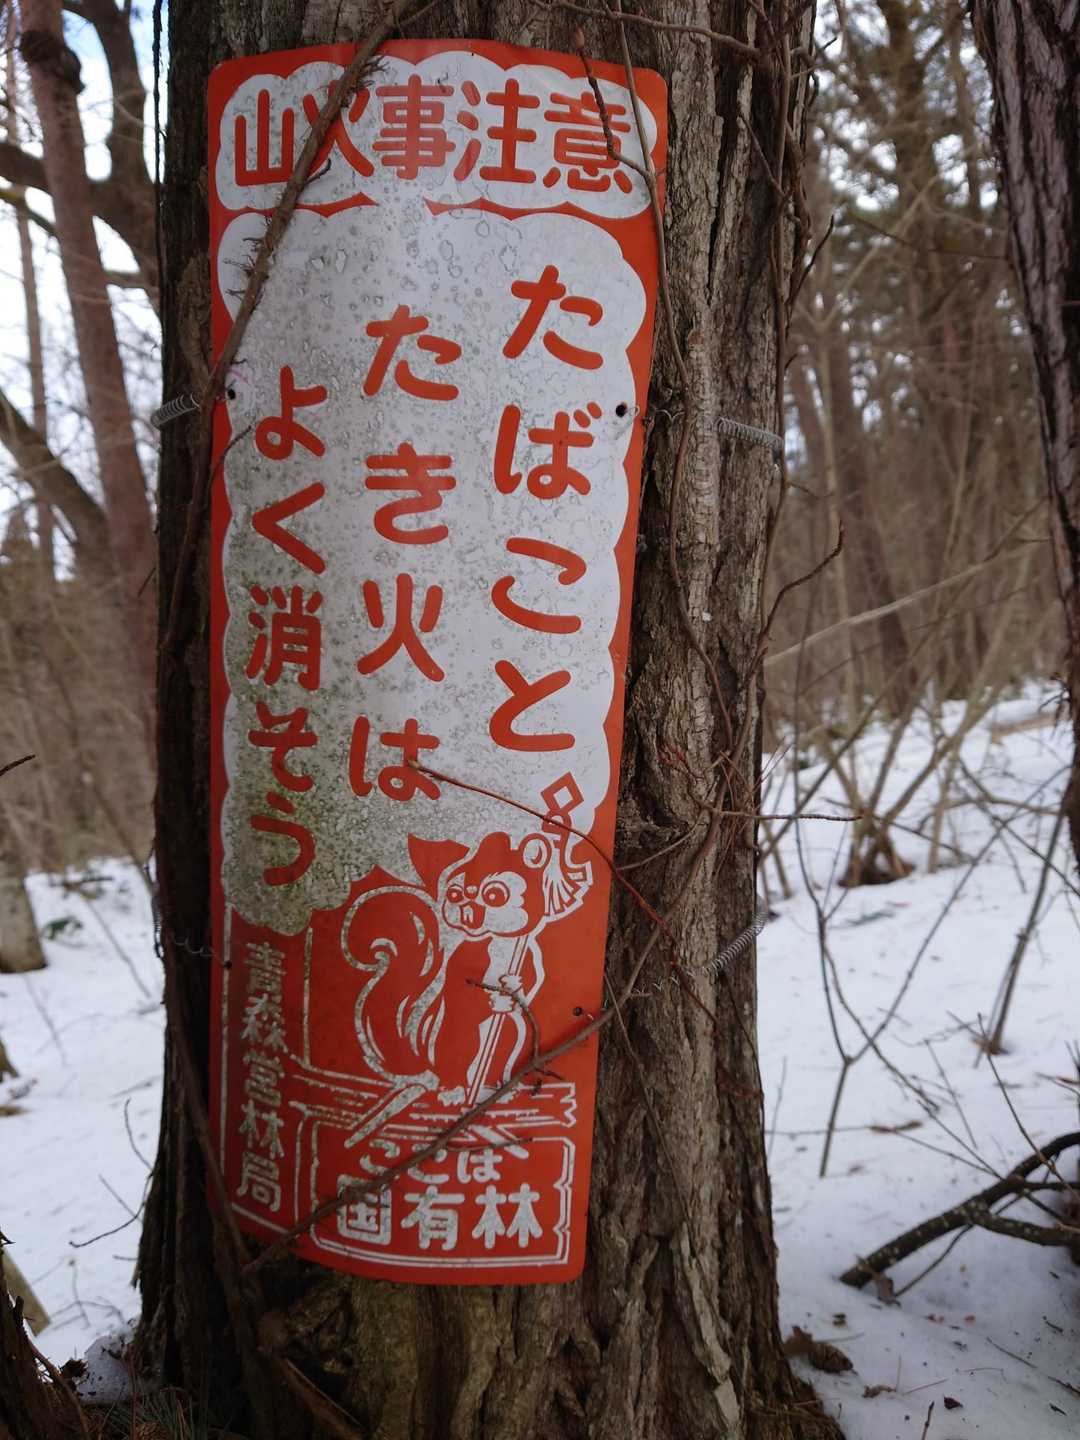 山火事注意
たばこと
たき火は
よく消そう
青森営林局
ここは
国有林